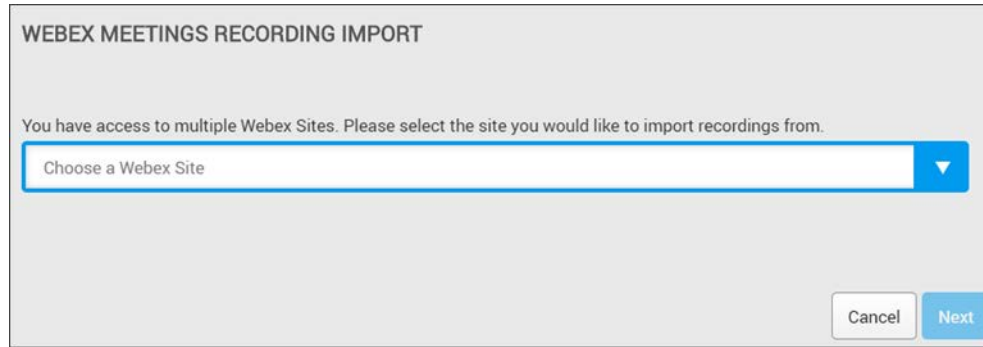 WEBEX MEETINGS RECORDING IMPORT
You have access to multiple Webex Sites. Please select the site you would like to import recordings from.
Choose a Webex Site
Cancel
Next